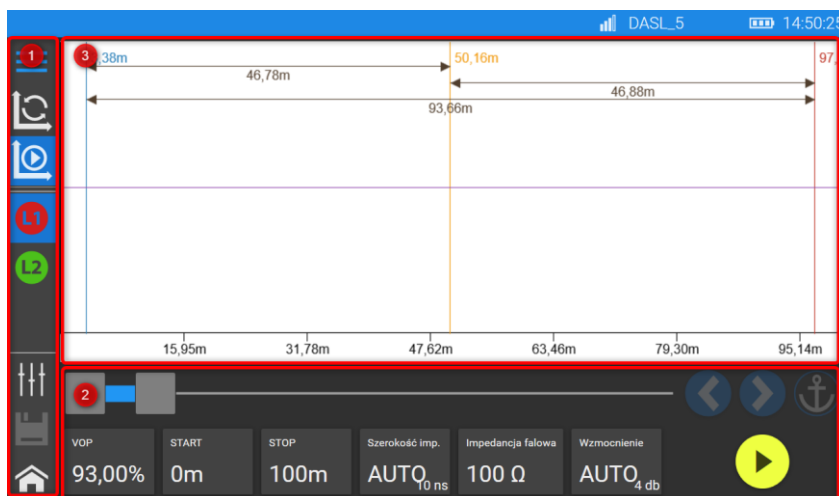 DASL_5 14:50:25
1
3 ,38m 50,16m 97,
46,78m
46,88m
93,66m
L1
L2
15,95m 31,78m 47,62m 63,46m 79,30m 95,14m
2
VOP START STOP Szerokość imp. Impedancja falowa Wzmocnienie
93,00% 0m 100m AUTO 10 ns 100 Ω AUTO 4 db